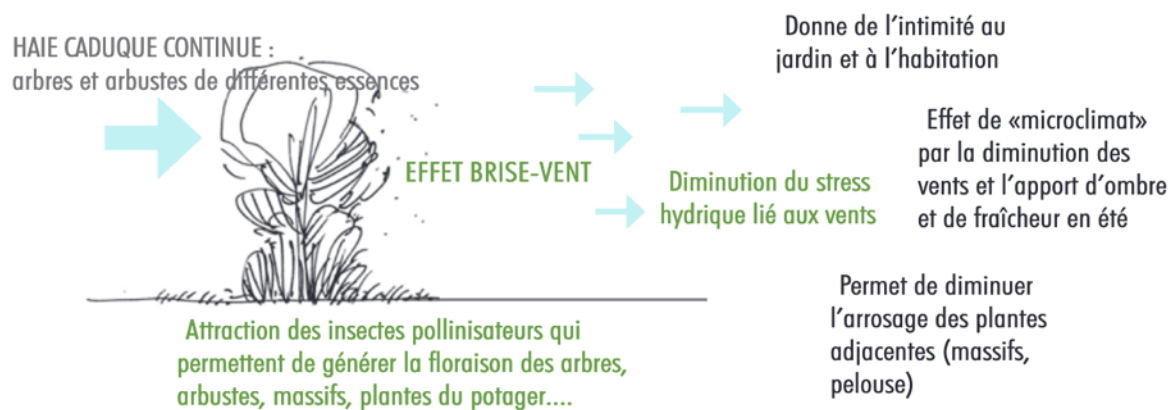 HAIE CADUQUE CONTINUE :
arbres et arbustes de différentes essences
EFFET BRISE-VENT
Diminution du stress
hydrique lié aux vents
Donne de l'intimité au
jardin et à l'habitation
Effet de «microclimat»
par la diminution des
vents et l'apport d'ombre
et de fraîcheur en été
Permet de diminuer
l'arrosage des plantes
adjacentes (massifs,
pelouse)
Attraction des insectes pollinisateurs qui
permettent de générer la floraison des arbres,
arbustes, massifs, plantes du potager....